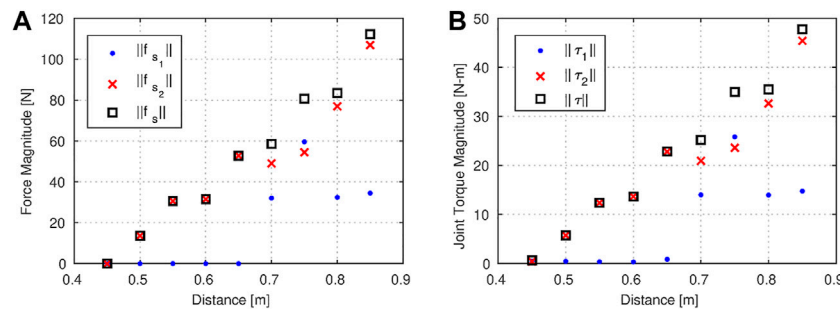 A
120
100
80
60
40
20
0
Force Magnitude [N]
||f s1||
||f s2||
||f s||
0.4 0.5 0.6 0.7 0.8 0.9
Distance [m]
B
50
40
30
20
10
0
Joint Torque Magnitude [N-m]
||τ1||
||τ2||
||τ||
0.4 0.5 0.6 0.7 0.8 0.9
Distance [m]